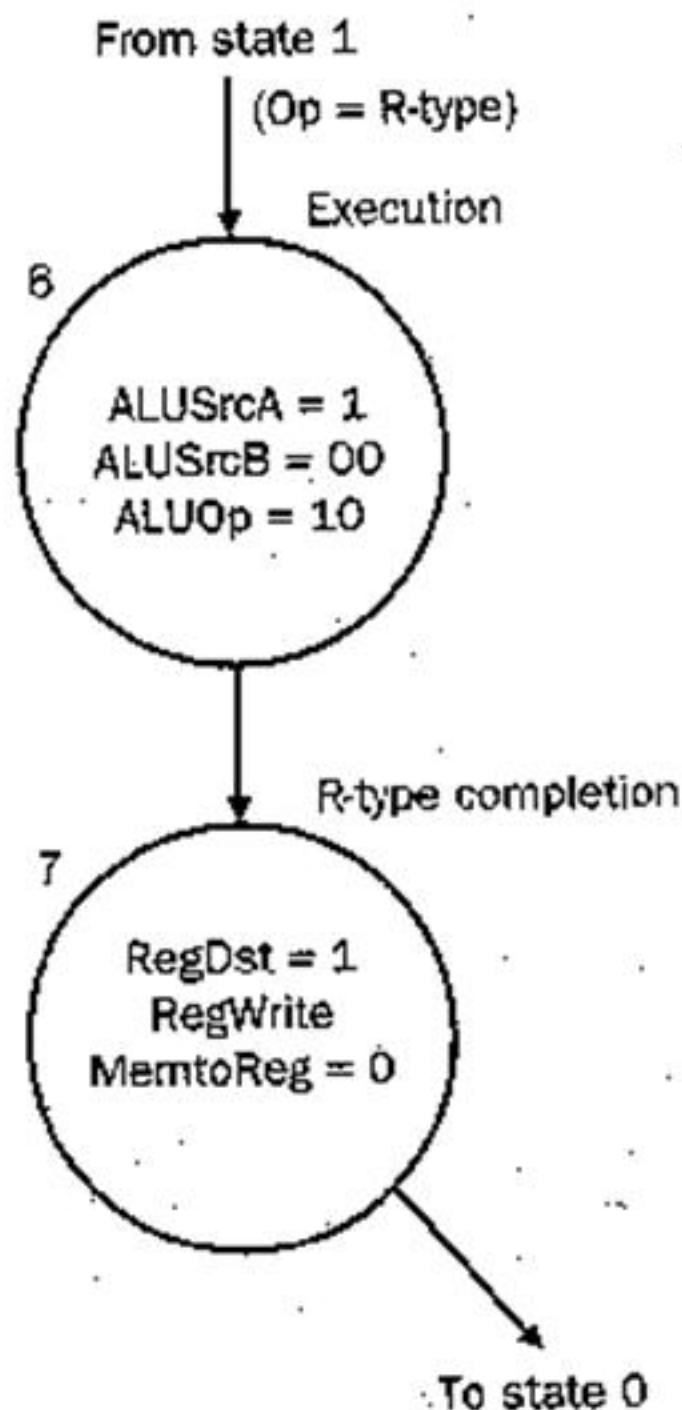 From state 1
(Op = R-type)
Execution
6
ALUSrcA = 1
ALUSrcB = 00
ALUOp = 10
R-type completion
7
RegDst = 1
RegWrite
MemtoReg = 0
To state 0